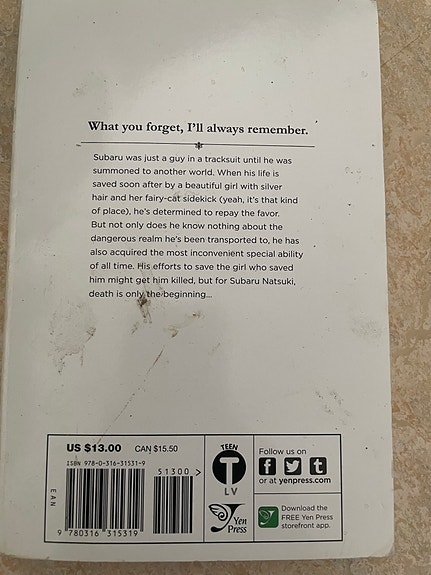 What you forget, I'll always remember.
Subaru was just a guy in a tracksuit until he was
summoned to another world. When his life is
saved soon after by a beautiful girl with silver
hair and her fairy-cat sidekick (yeah, it's that kind
of place), he's determined to repay the favor.
But not only does he know nothing about the
dangerous realm he's been transported to, he has
also acquired the most inconvenient special ability
of all time. His efforts to save the girl who saved
him might get him killed, but for Subaru Natsuki,
death is only the beginning...
US $13.00 CAN $15.50
ISBN 978-0-316-31531-9
51300 >
EAN
9 780316 315319
TEEN
T
LV
Yen
Press
Follow us on
f t
or at yenpress.com
Download the
FREE Yen Press
storefront app.